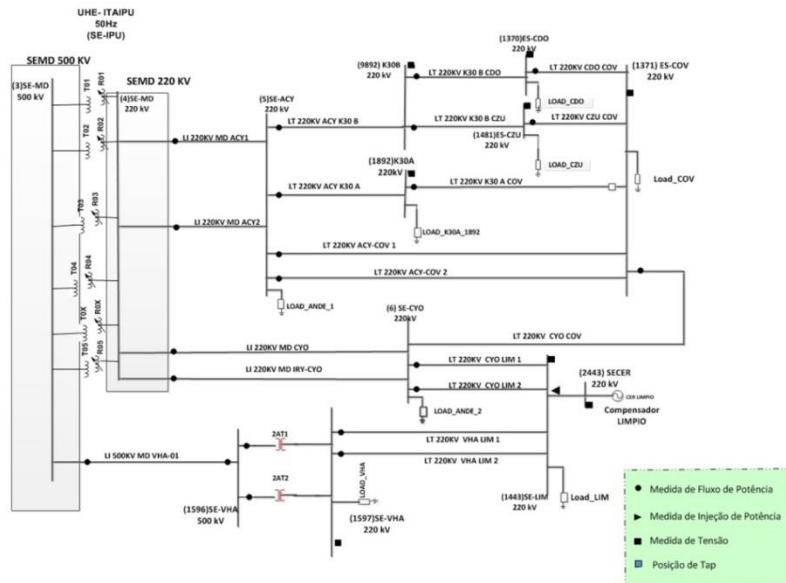 UHE- ITAIPU
50Hz
(SE-IPU)
SEMD 500 KV
SEMD 220 KV
(3)SE-MD
500 kV
(4)SE-MD
220 kV
T01
R01
T02
R02
T03
R03
T04
R04
T0X
R0X
T05
R05
LI 220KV MD ACY1
LI 220KV MD ACY2
LI 220KV MD CYO
LI 220KV MD IRY-CYO
LI 500KV MD VHA-01
(5)SE-ACY
220 kV
LT 220KV ACY K30 B
LT 220KV ACY K30 A
LT 220KV ACY-COV 1
LT 220KV ACY-COV 2
LOAD_ANDE_1
(9892) K30B
220 kV
LT 220KV K30 B CDO
LT 220KV K30 B CZU
(1370)ES-CDO
220 kV
LT 220KV CDO COV
LOAD_CDO
LT 220KV CZU COV
(1481)ES-CZU
220 kV
LOAD_CZU
(1371) ES-COV
220 kV
Load_COV
(1892)K30A
220kV
LT 220KV K30 A COV
LOAD_K30A_1892
(6) SE-CYO
220kV
LT 220KV CYO COV
LT 220KV CYO LIM 1
LT 220KV CYO LIM 2
LOAD_ANDE_2
(2443) SECER
220 kV
CER LIMPIO
Compensador
LIMPIO
2AT1
2AT2
LT 220KV VHA LIM 1
LT 220KV VHA LIM 2
LOAD_VHA
(1596)SE-VHA
500 kV
(1597)SE-VHA
220 kV
(1443)SE-LIM
220 kV
Load_LIM
Medida de Fluxo de Potência
Medida de Injeção de Potência
Medida de Tensão
Posição de Tap